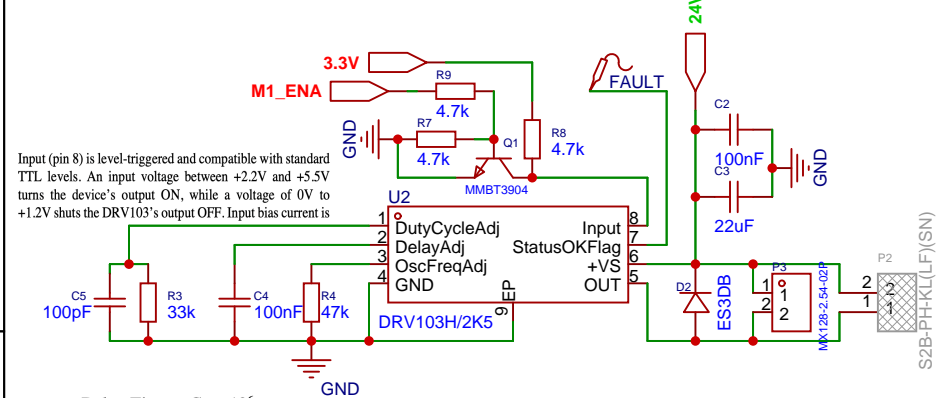 24V
3.3V
M1_ENA
R9
4.7k
FAULT
GND
R7
4.7k
Q1
MMBT3904
R8
4.7k
C2
100nF
C3
22uF
GND
Input (pin 8) is level-triggered and compatible with standard
TTL levels. An input voltage between +2.2V and +5.5V
turns the device's output ON, while a voltage of 0V to
+1.2V shuts the DRV103's output OFF. Input bias current is
U2
1 DutyCycleAdj
2 DelayAdj
3 OscFreqAdj
4 GND
Input 8
StatusOKFlag 7
+VS 6
OUT 5
EP 9
DRV103H/2K5
C5
100pF
R3
33k
C4
100nF
R4
47k
GND
D2
ES3DB
P3
1 1
2 2
MX128-2.54-02P
P2
2 2
1 1
S2B-PH-KL(LF)(SN)